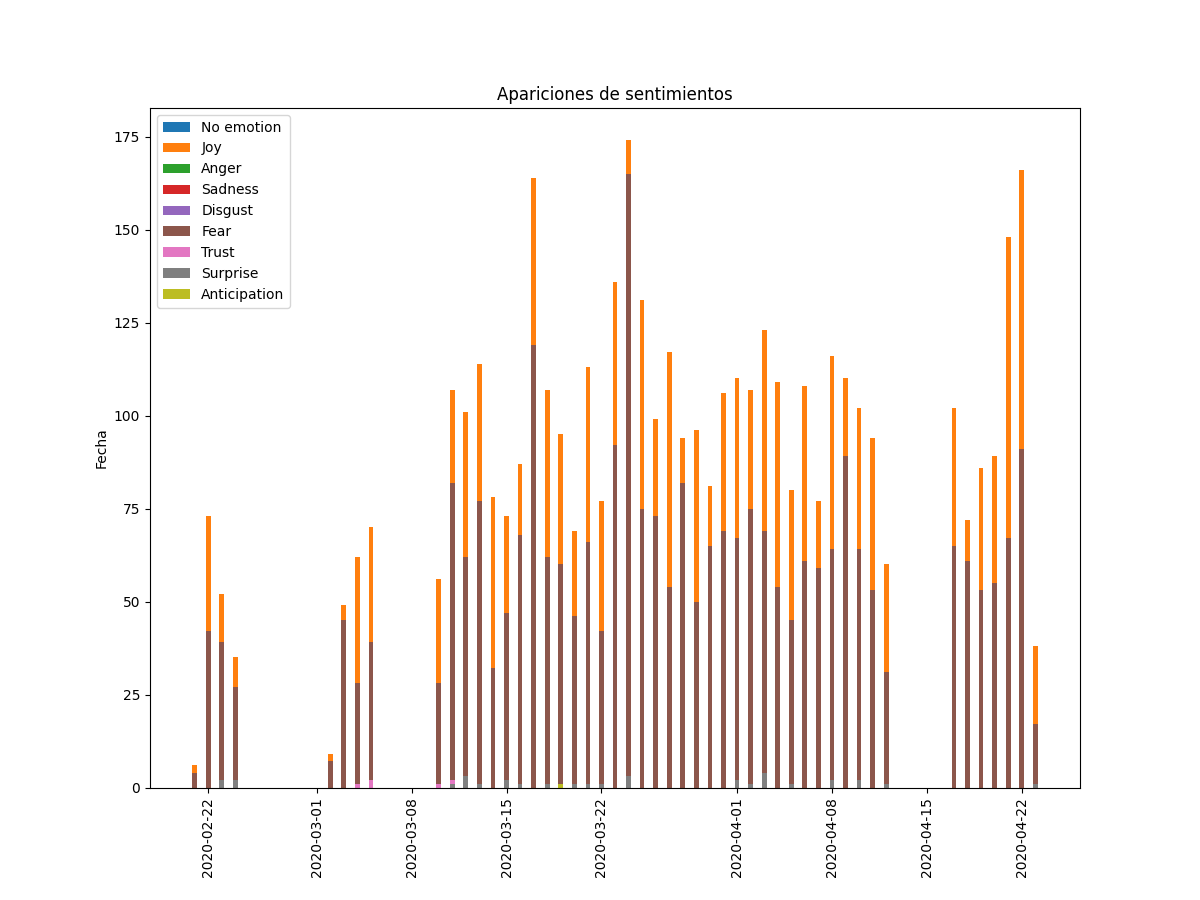 Apariciones de sentimientos
No emotion
Joy
Anger
Sadness
Disgust
Fear
Trust
Surprise
Anticipation
175
150
125
100
75
50
25
0
Fecha
2020-02-22
2020-03-01
2020-03-08
2020-03-15
2020-03-22
2020-04-01
2020-04-08
2020-04-15
2020-04-22